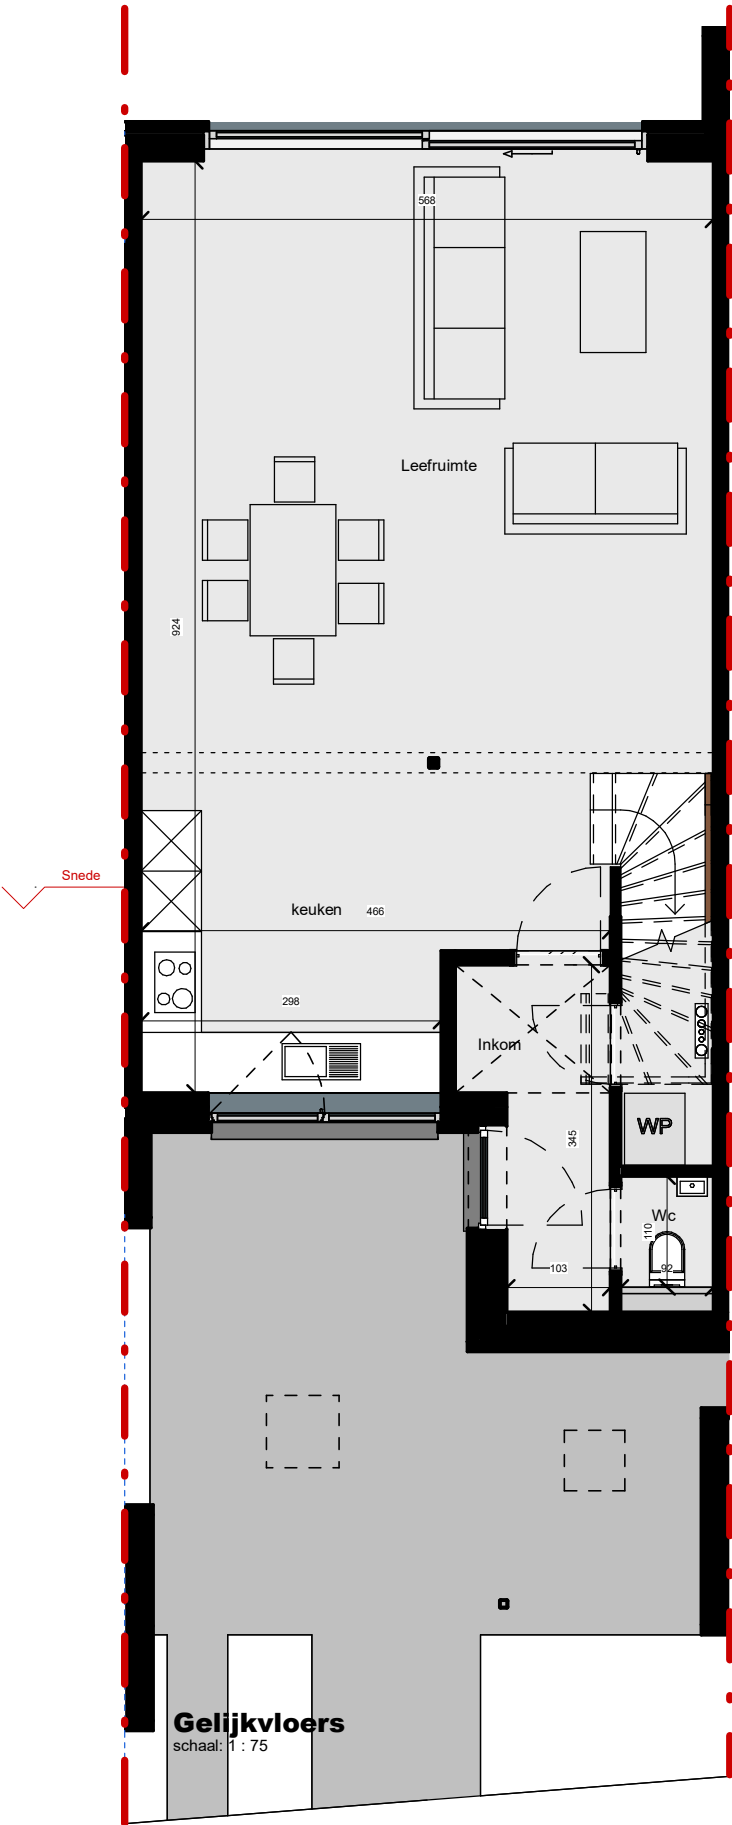 568
Leefruimte
924
Snede
keuken 466
298
Inkom
345
WP
Wc
110
103
92
Gelijkvloers
schaal: 1 : 75